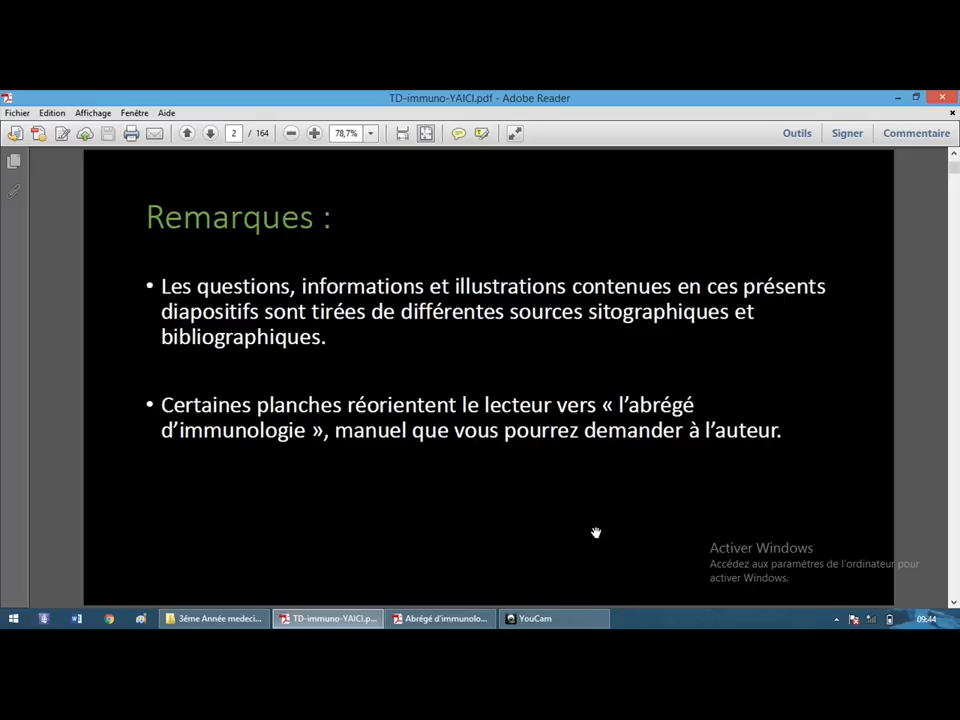 TD-immuno-YAICI.pdf - Adobe Reader
Fichier Edition Affichage Fenêtre Aide
2 / 164 78,7% Outils Signer Commentaire
Remarques :
• Les questions, informations et illustrations contenues en ces présents
diapositifs sont tirées de différentes sources sitographiques et
bibliographiques.
• Certaines planches réorientent le lecteur vers « l’abrégé
d’immunologie », manuel que vous pourrez demander à l’auteur.
Activer Windows
Accédez aux paramètres de l'ordinateur pour
activer Windows.
3éme Année medeci... TD-immuno-YAICI.p... Abrégé d'immunolo... YouCam 09:44